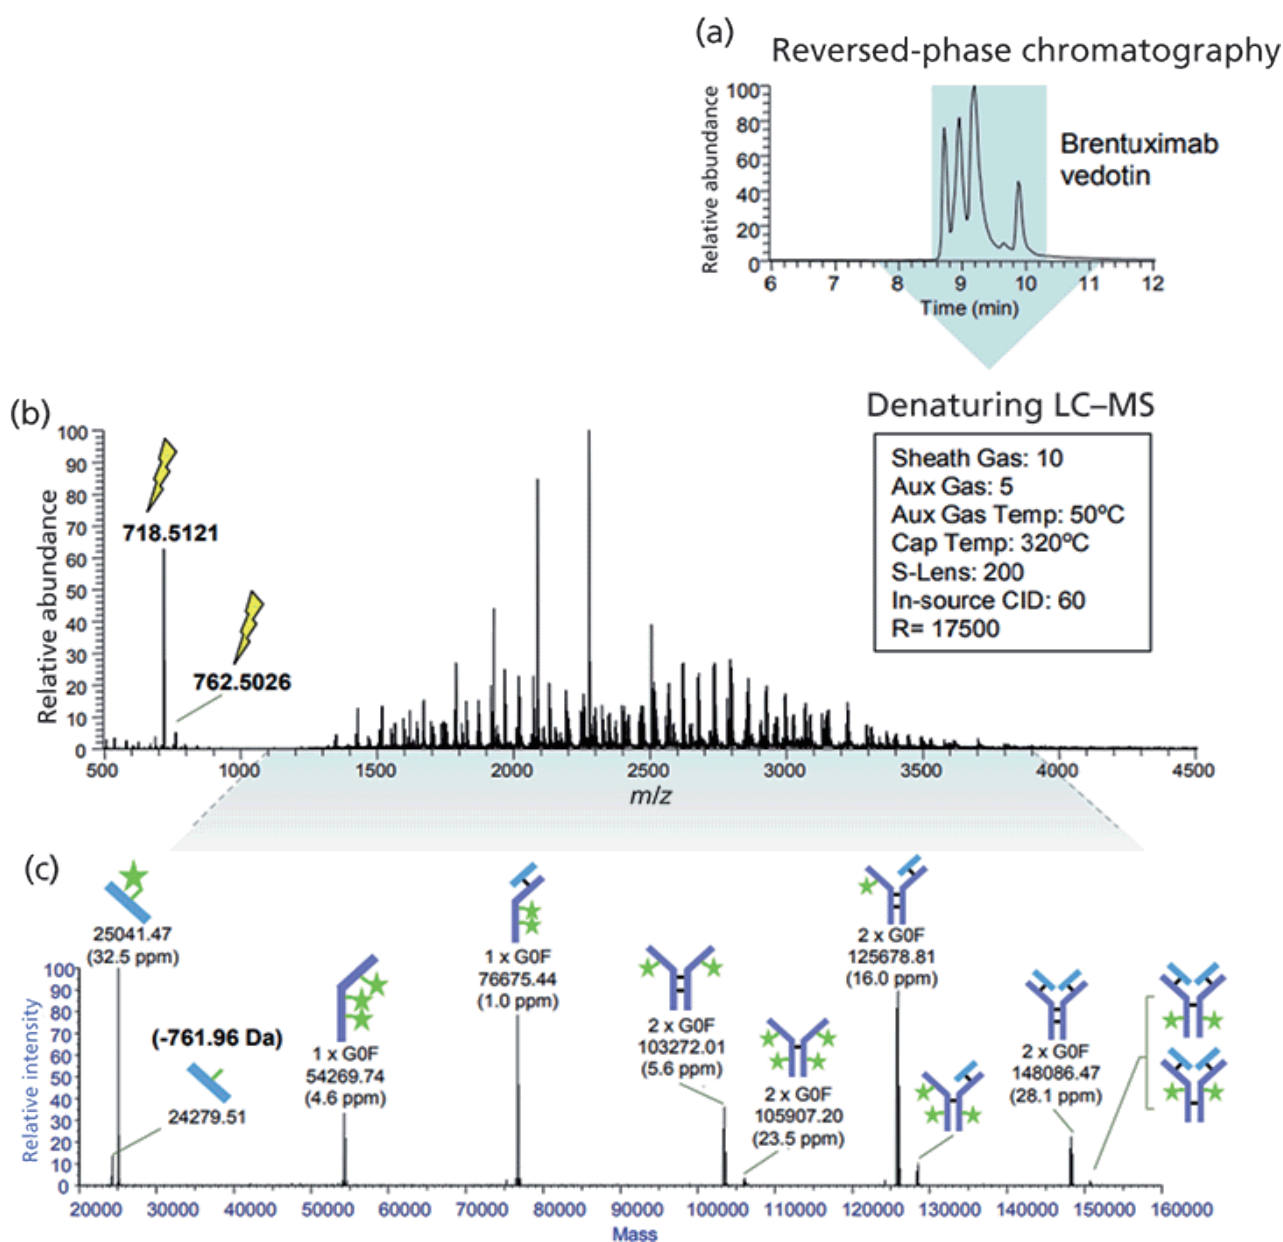 (a)
Reversed-phase chromatography
Relative abundance
100
80
60
40
20
0
6 7 8 9 10 11 12
Time (min)
Brentuximab
vedotin
(b)
Denaturing LC–MS
Sheath Gas: 10
Aux Gas: 5
Aux Gas Temp: 50ºC
Cap Temp: 320ºC
S-Lens: 200
In-source CID: 60
R= 17500
Relative abundance
100
90
80
70
60
50
40
30
20
10
0
718.5121
762.5026
500 1000 1500 2000 2500 3000 3500 4000 4500
m/z
(c)
25041.47
(32.5 ppm)
(-761.96 Da)
24279.51
1 x G0F
54269.74
(4.6 ppm)
1 x G0F
76675.44
(1.0 ppm)
2 x G0F
103272.01
(5.6 ppm)
2 x G0F
105907.20
(23.5 ppm)
2 x G0F
125678.81
(16.0 ppm)
2 x G0F
148086.47
(28.1 ppm)
Relative intensity
100
90
80
70
60
50
40
30
20
10
0
20000 30000 40000 50000 60000 70000 80000 90000 100000 110000 120000 130000 140000 150000 160000
Mass